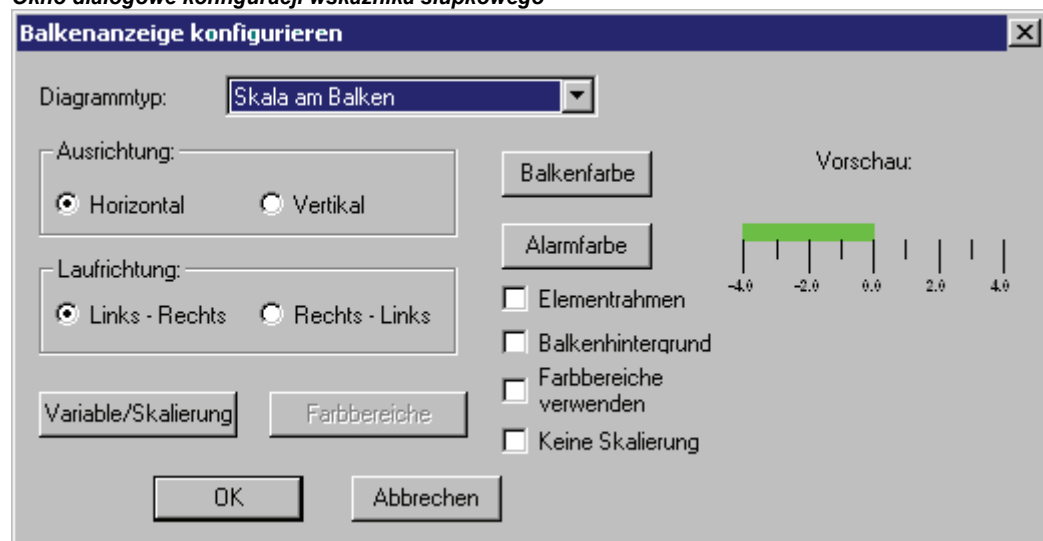 Okno dialogowe konfiguracji wskaźnika słupkowego
Balkenanzeige konfigurieren
Diagrammtyp: Skala am Balken
Ausrichtung:
Horizontal Vertikal
Balkenfarbe
Vorschau:
Alarmfarbe
-4.0 -2.0 0.0 2.0 4.0
Laufrichtung:
Links - Rechts Rechts - Links
Elementrahmen
Balkenhintergrund
Farbbereiche
verwenden
Keine Skalierung
Variable/Skalierung Farbbereiche
OK Abbrechen